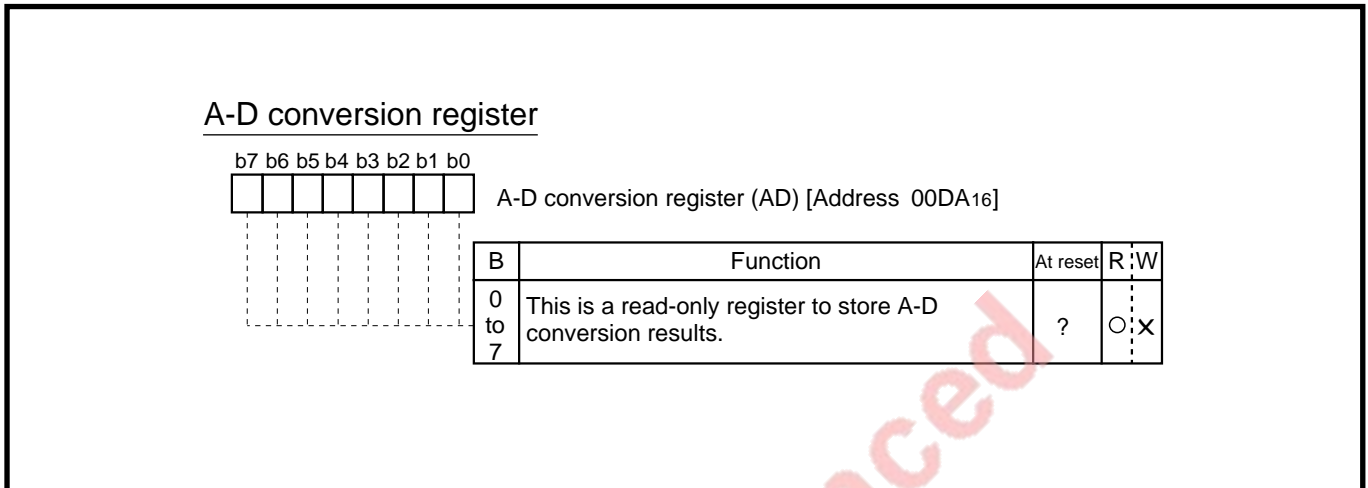 A-D conversion register
b7 b6 b5 b4 b3 b2 b1 b0
A-D conversion register (AD) [Address 00DA16]
B Function At reset R W
0 to 7 This is a read-only register to store A-D conversion results. ? ○ ×
nced